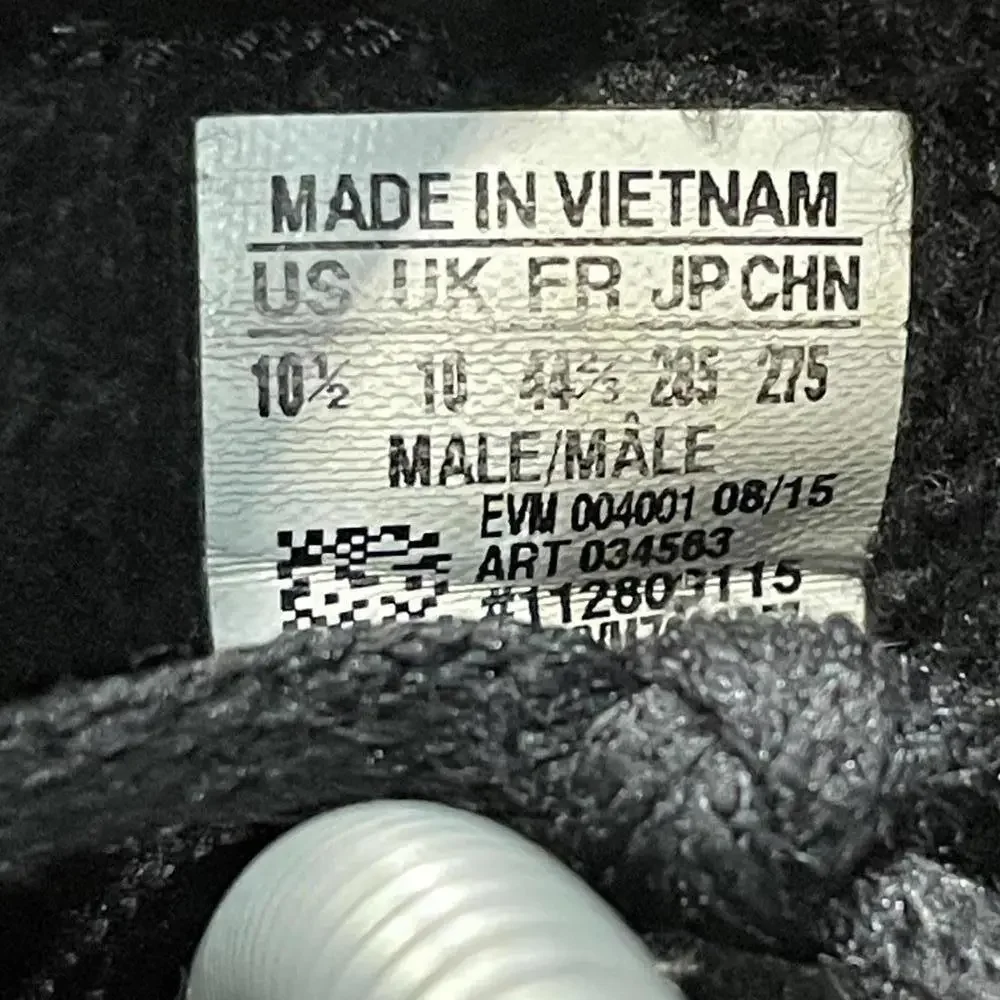 MADE IN VIETNAM
US UK FR JP CHN
10½ 10 44⅔ 285 275
MALE/MÂLE
EVM 004001 08/15
ART 034563